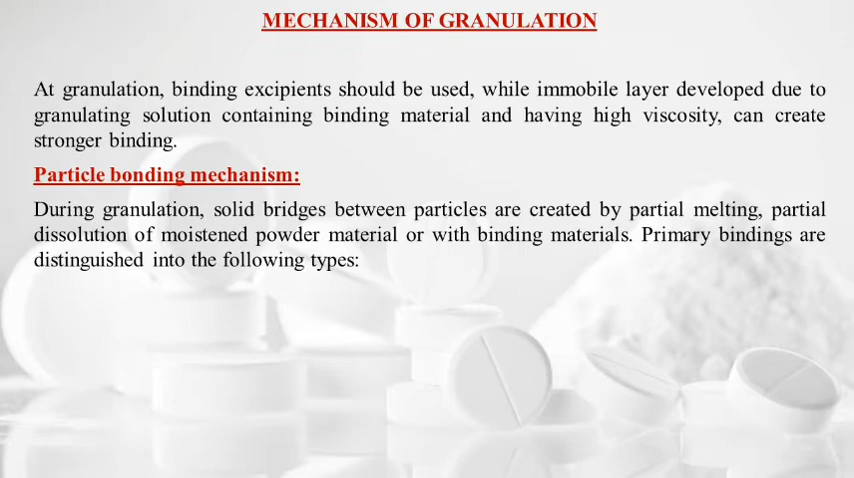 MECHANISM OF GRANULATION
At granulation, binding excipients should be used, while immobile layer developed due to
granulating solution containing binding material and having high viscosity, can create
stronger binding.
Particle bonding mechanism:
During granulation, solid bridges between particles are created by partial melting, partial
dissolution of moistened powder material or with binding materials. Primary bindings are
distinguished into the following types: